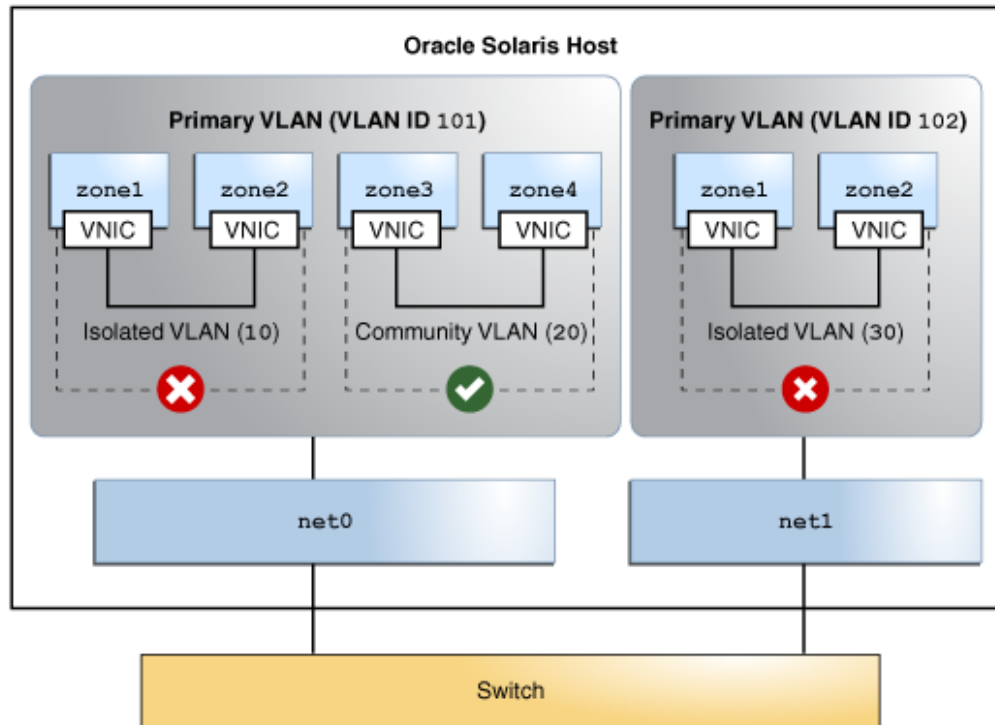 Oracle Solaris Host
Primary VLAN (VLAN ID 101)
zone1 zone2 zone3 zone4
VNIC VNIC VNIC VNIC
Isolated VLAN (10) Community VLAN (20)
Primary VLAN (VLAN ID 102)
zone1 zone2
VNIC VNIC
Isolated VLAN (30)
net0 net1
Switch